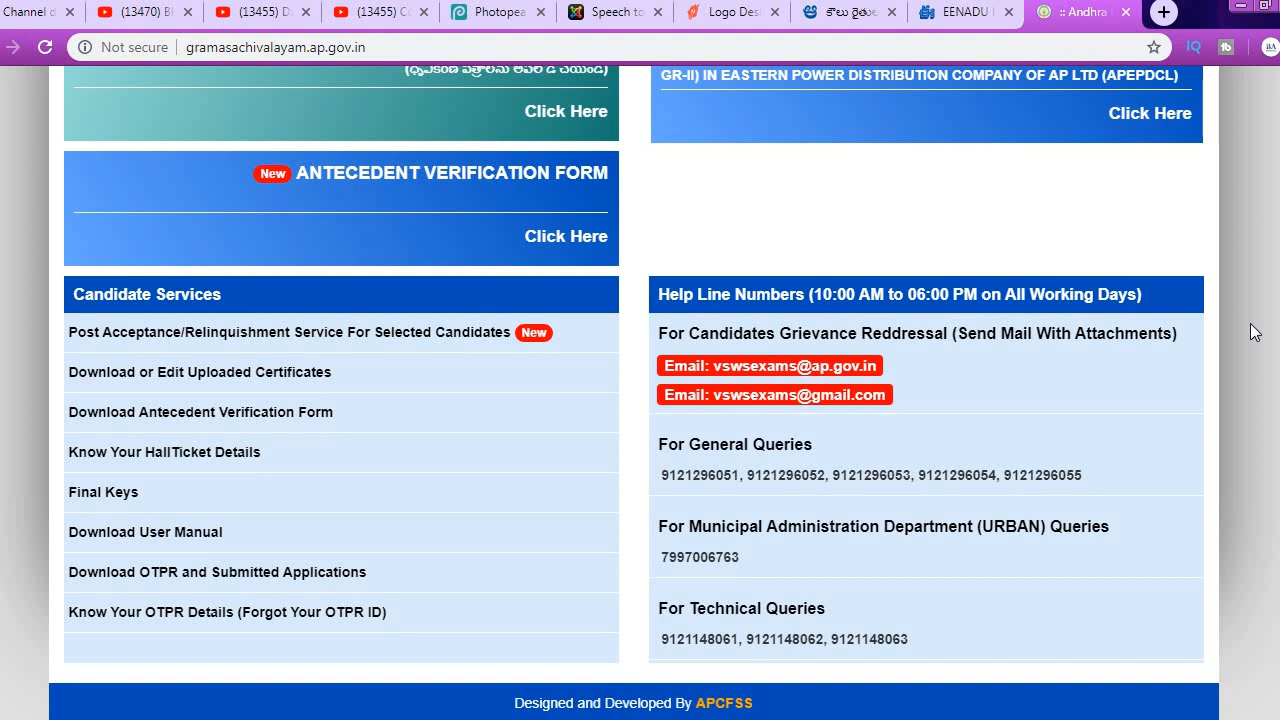 Channel d
(13470) Bl
(13455) D
(13455) Co
Photopea
Speech to
Logo Desi
EENADU
:: Andhra
Not secure
gramasachivalayam.ap.gov.in
GR-II) IN EASTERN POWER DISTRIBUTION COMPANY OF AP LTD (APEPDCL)
Click Here
Click Here
New ANTECEDENT VERIFICATION FORM
Click Here
Candidate Services
Post Acceptance/Relinquishment Service For Selected Candidates New
Download or Edit Uploaded Certificates
Download Antecedent Verification Form
Know Your HallTicket Details
Final Keys
Download User Manual
Download OTPR and Submitted Applications
Know Your OTPR Details (Forgot Your OTPR ID)
Help Line Numbers (10:00 AM to 06:00 PM on All Working Days)
For Candidates Grievance Reddressal (Send Mail With Attachments)
Email: vswsexams@ap.gov.in
Email: vswsexams@gmail.com
For General Queries
9121296051, 9121296052, 9121296053, 9121296054, 9121296055
For Municipal Administration Department (URBAN) Queries
7997006763
For Technical Queries
9121148061, 9121148062, 9121148063
Designed and Developed By APCFSS